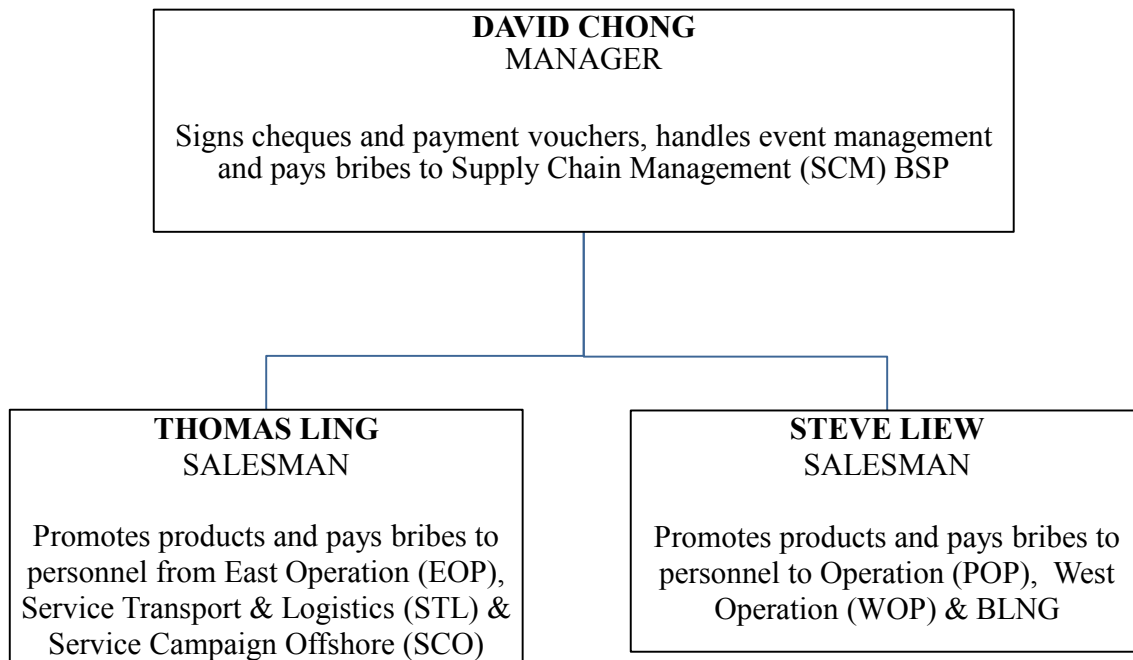 DAVID CHONG
MANAGER
Signs cheques and payment vouchers, handles event management
and pays bribes to Supply Chain Management (SCM) BSP
THOMAS LING
SALESMAN
Promotes products and pays bribes to
personnel from East Operation (EOP),
Service Transport & Logistics (STL) &
Service Campaign Offshore (SCO)
STEVE LIEW
SALESMAN
Promotes products and pays bribes to
personnel to Operation (POP), West
Operation (WOP) & BLNG